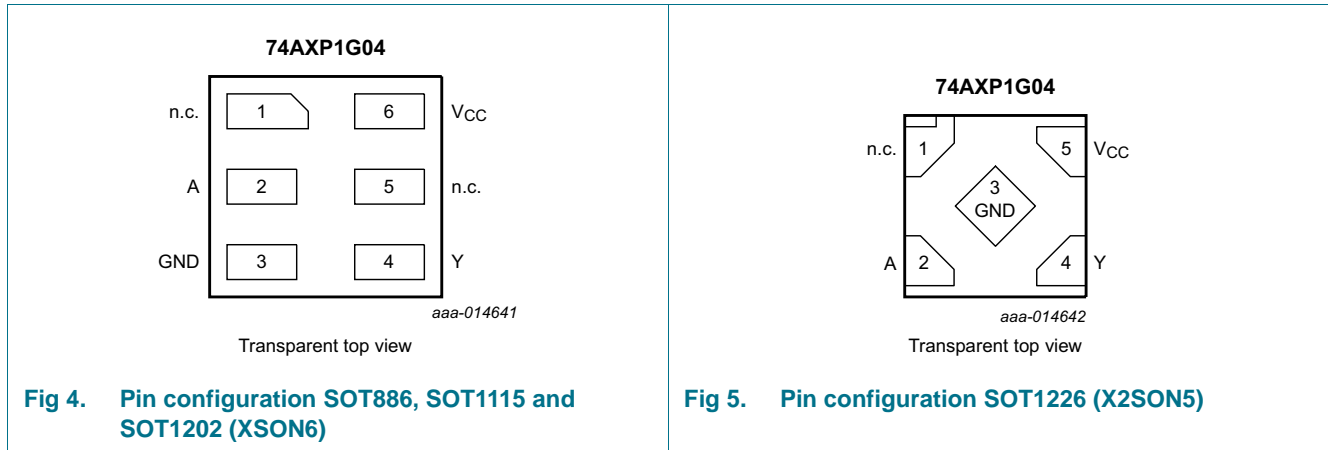 74AXP1G04
n.c. 1 6 VCC
A 2 5 n.c.
GND 3 4 Y
aaa-014641
Transparent top view
Fig 4. Pin configuration SOT886, SOT1115 and
SOT1202 (XSON6)
74AXP1G04
n.c. 1 5 VCC
3
GND
A 2 4 Y
aaa-014642
Transparent top view
Fig 5. Pin configuration SOT1226 (X2SON5)